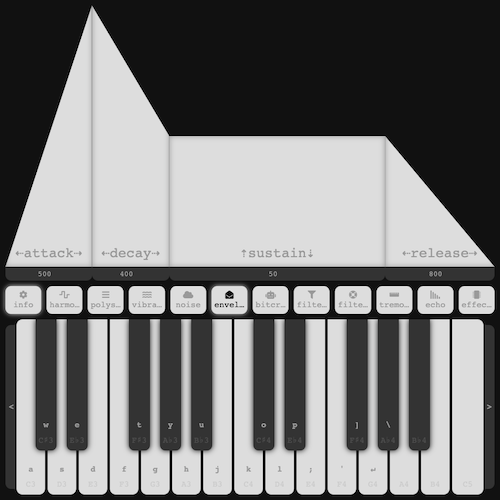 ←attack→ ←decay→ ↑sustain↓ ←release→
500 400 50 800
info harmo… polys… vibra… noise envel… bitcr… filte… filte… tremo… echo effec…
< >
w e t y u o p ] \
C♯3 E♭3 F♯3 A♭3 B♭3 C♯4 E♭4 F♯4 A♭4 B♭4
a s d f g h j k l ; ' ↵
C3 D3 E3 F3 G3 A3 B3 C4 D4 E4 F4 G4 A4 B4 C5